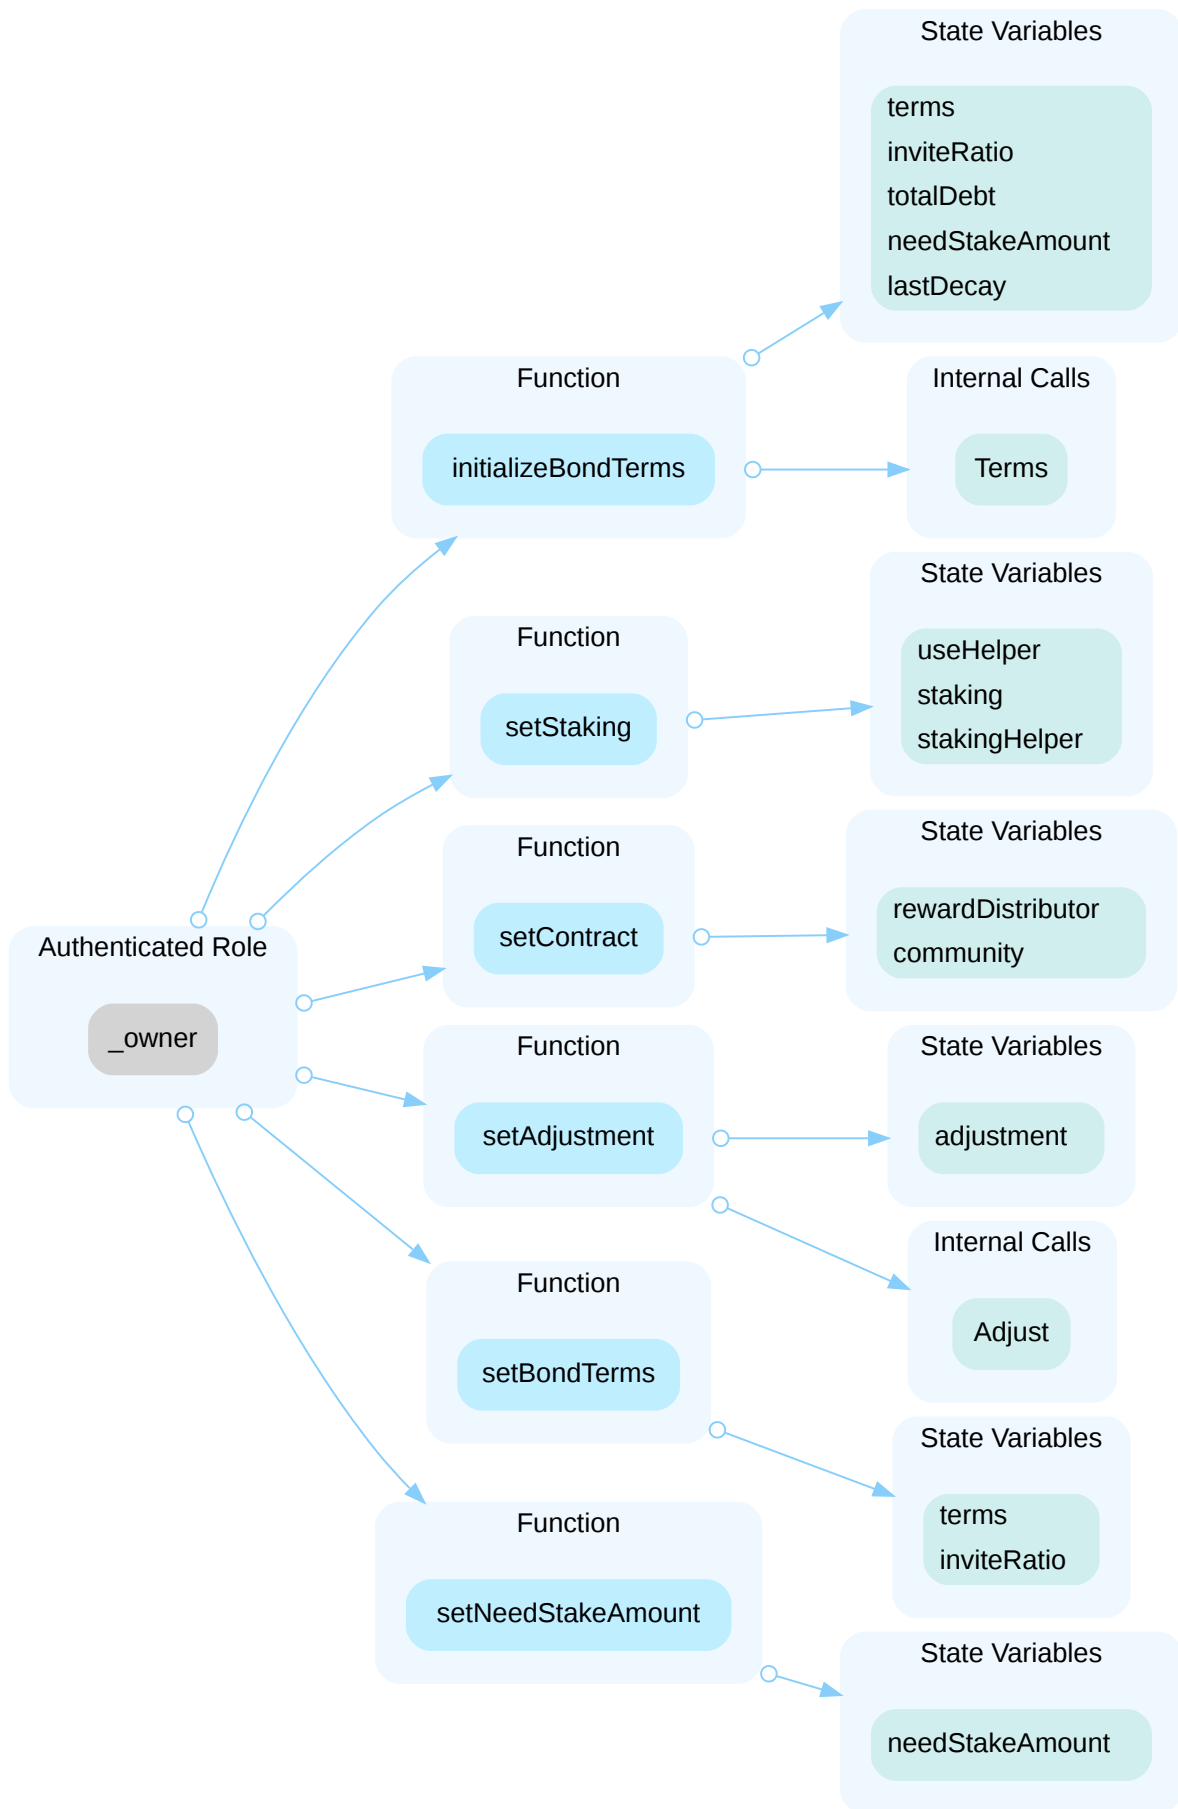 State Variables
terms
inviteRatio
totalDebt
needStakeAmount
lastDecay
Function
initializeBondTerms
Internal Calls
Terms
State Variables
useHelper
staking
stakingHelper
Function
setStaking
State Variables
rewardDistributor
community
Function
setContract
Authenticated Role
_owner
Function
setAdjustment
State Variables
adjustment
Internal Calls
Adjust
Function
setBondTerms
State Variables
terms
inviteRatio
Function
setNeedStakeAmount
State Variables
needStakeAmount